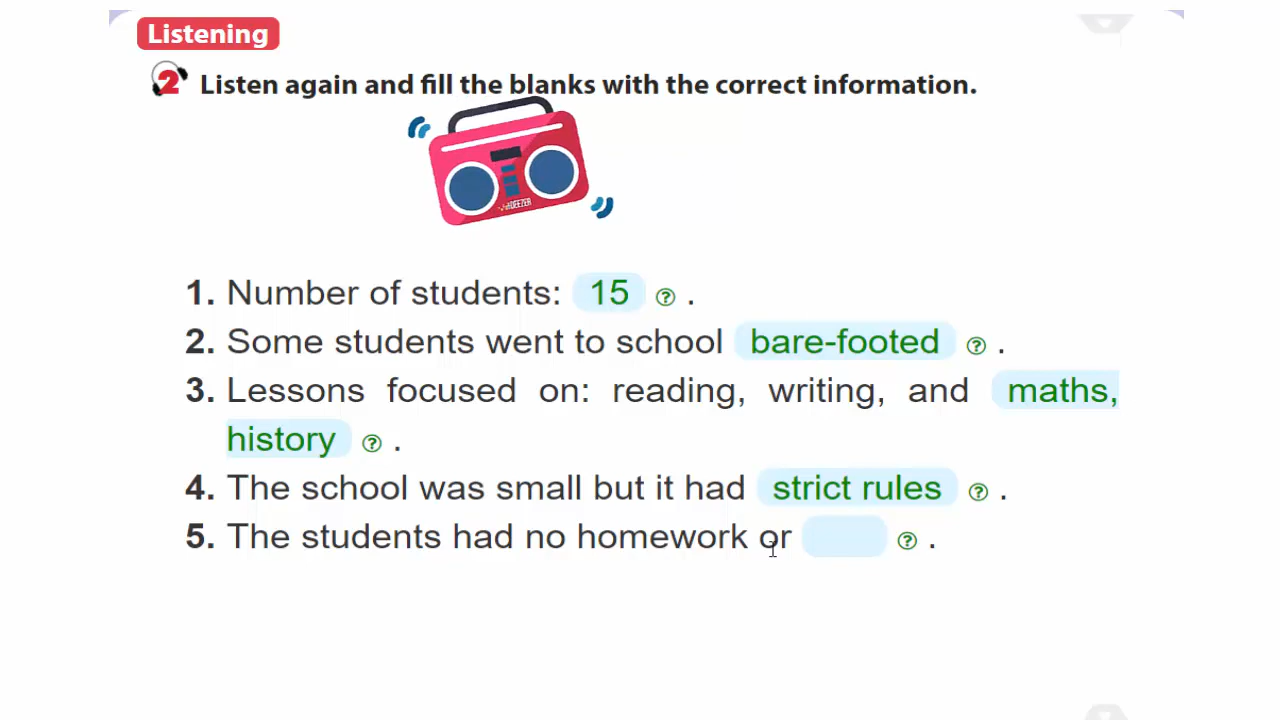 Listening
2 Listen again and fill the blanks with the correct information.
DEEZER
1. Number of students: 15 ? .
2. Some students went to school bare-footed ? .
3. Lessons focused on: reading, writing, and maths,
history ? .
4. The school was small but it had strict rules ? .
5. The students had no homework or ? .